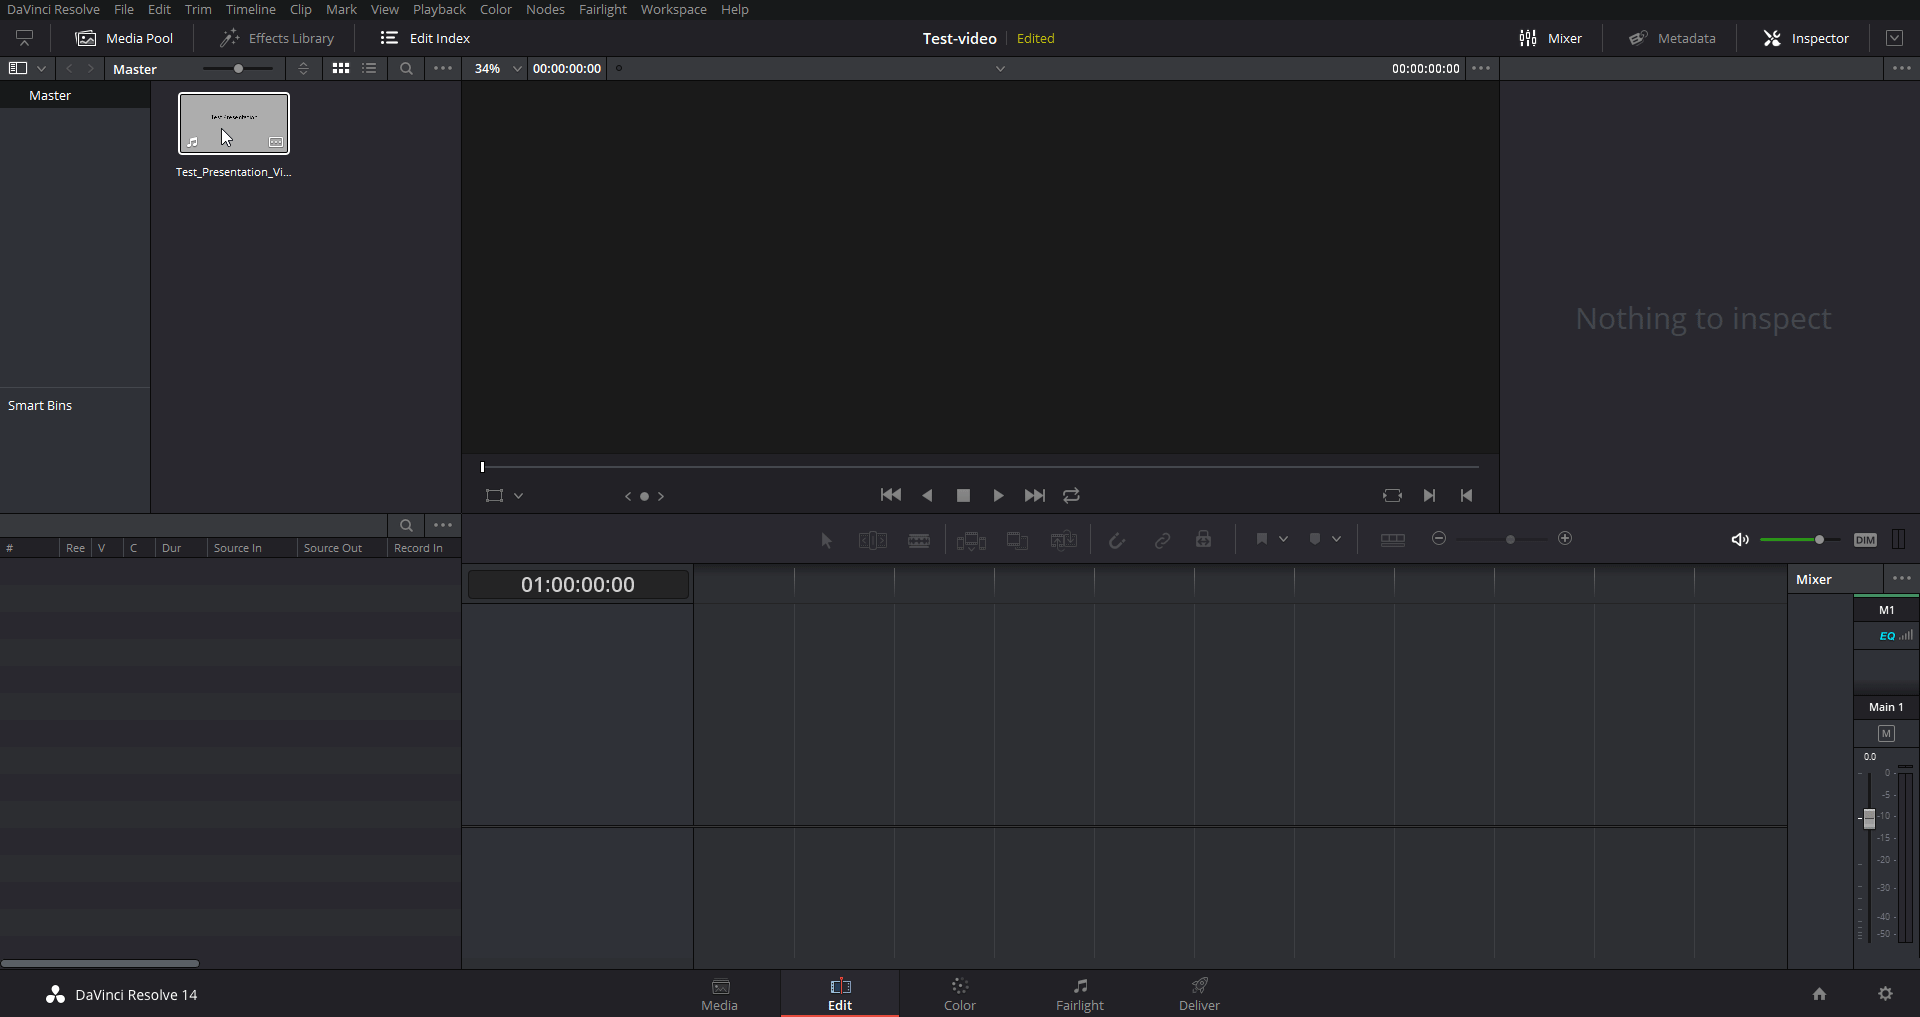 DaVinci Resolve File Edit Trim Timeline Clip Mark View Playback Color Nodes Fairlight Workspace Help
Media Pool Effects Library Edit Index Test-video Edited Mixer Metadata Inspector
Master 34% 00:00:00:00 00:00:00:00
Master
Test Presentation
Test_Presentation_Vi...
Nothing to inspect
Smart Bins
DIM
# Ree V C Dur Source In Source Out Record In
01:00:00:00
Mixer
M1
EQ
Main 1
M
0.0
0
-5
-10
-15
-20
-30
-40
-50
DaVinci Resolve 14
Media Edit Color Fairlight Deliver